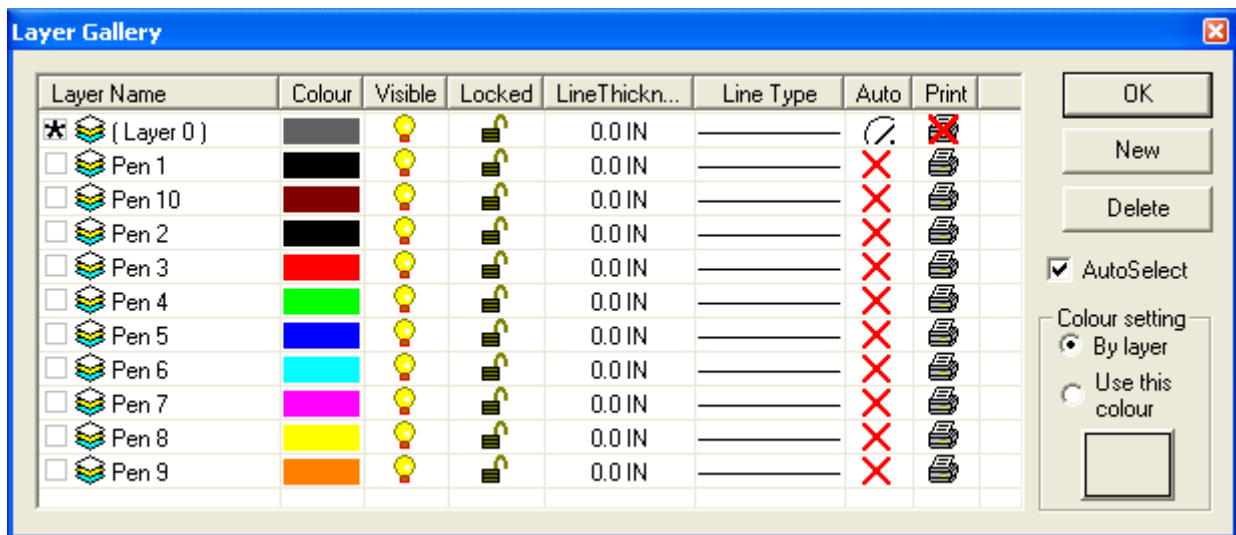 Layer Gallery
Layer Name Colour Visible Locked LineThickn... Line Type Auto Print
( Layer 0 ) 0.0 IN
Pen 1 0.0 IN
Pen 10 0.0 IN
Pen 2 0.0 IN
Pen 3 0.0 IN
Pen 4 0.0 IN
Pen 5 0.0 IN
Pen 6 0.0 IN
Pen 7 0.0 IN
Pen 8 0.0 IN
Pen 9 0.0 IN
OK
New
Delete
AutoSelect
Colour setting
By layer
Use this
colour